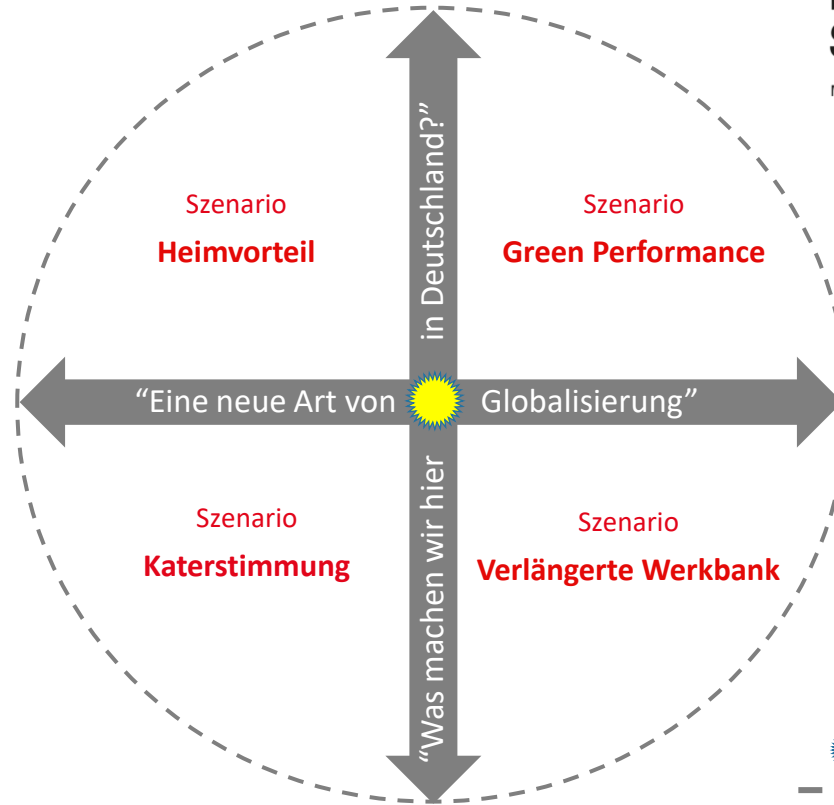 Szenario
Heimvorteil
Szenario
Green Performance
“Eine neue Art von Globalisierung”
“Was machen wir hier in Deutschland?”
Szenario
Katerstimmung
Szenario
Verlängerte Werkbank